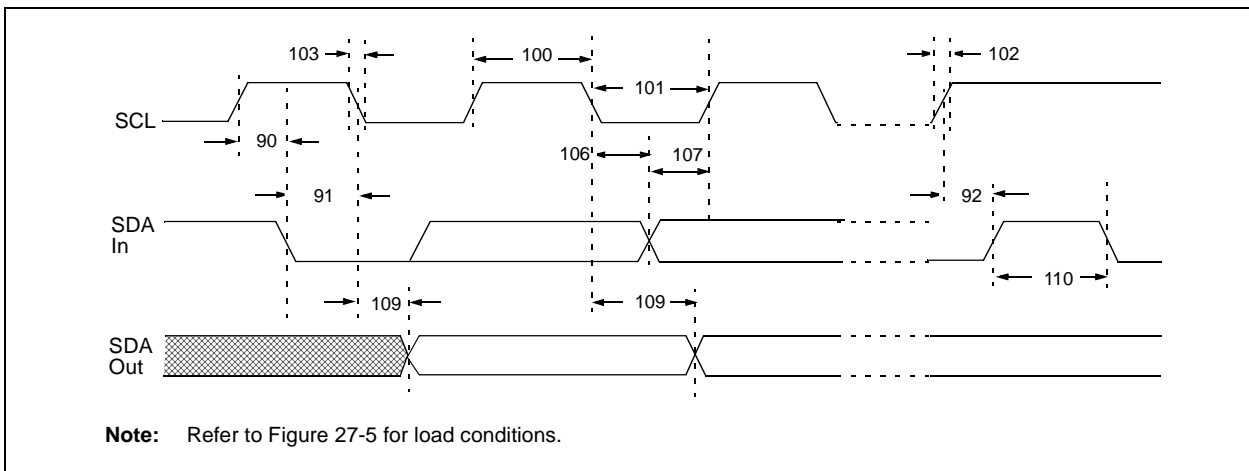 103
100
102
101
SCL
90
106
107
91
92
SDA
In
110
109
109
SDA
Out
Note: Refer to Figure 27-5 for load conditions.